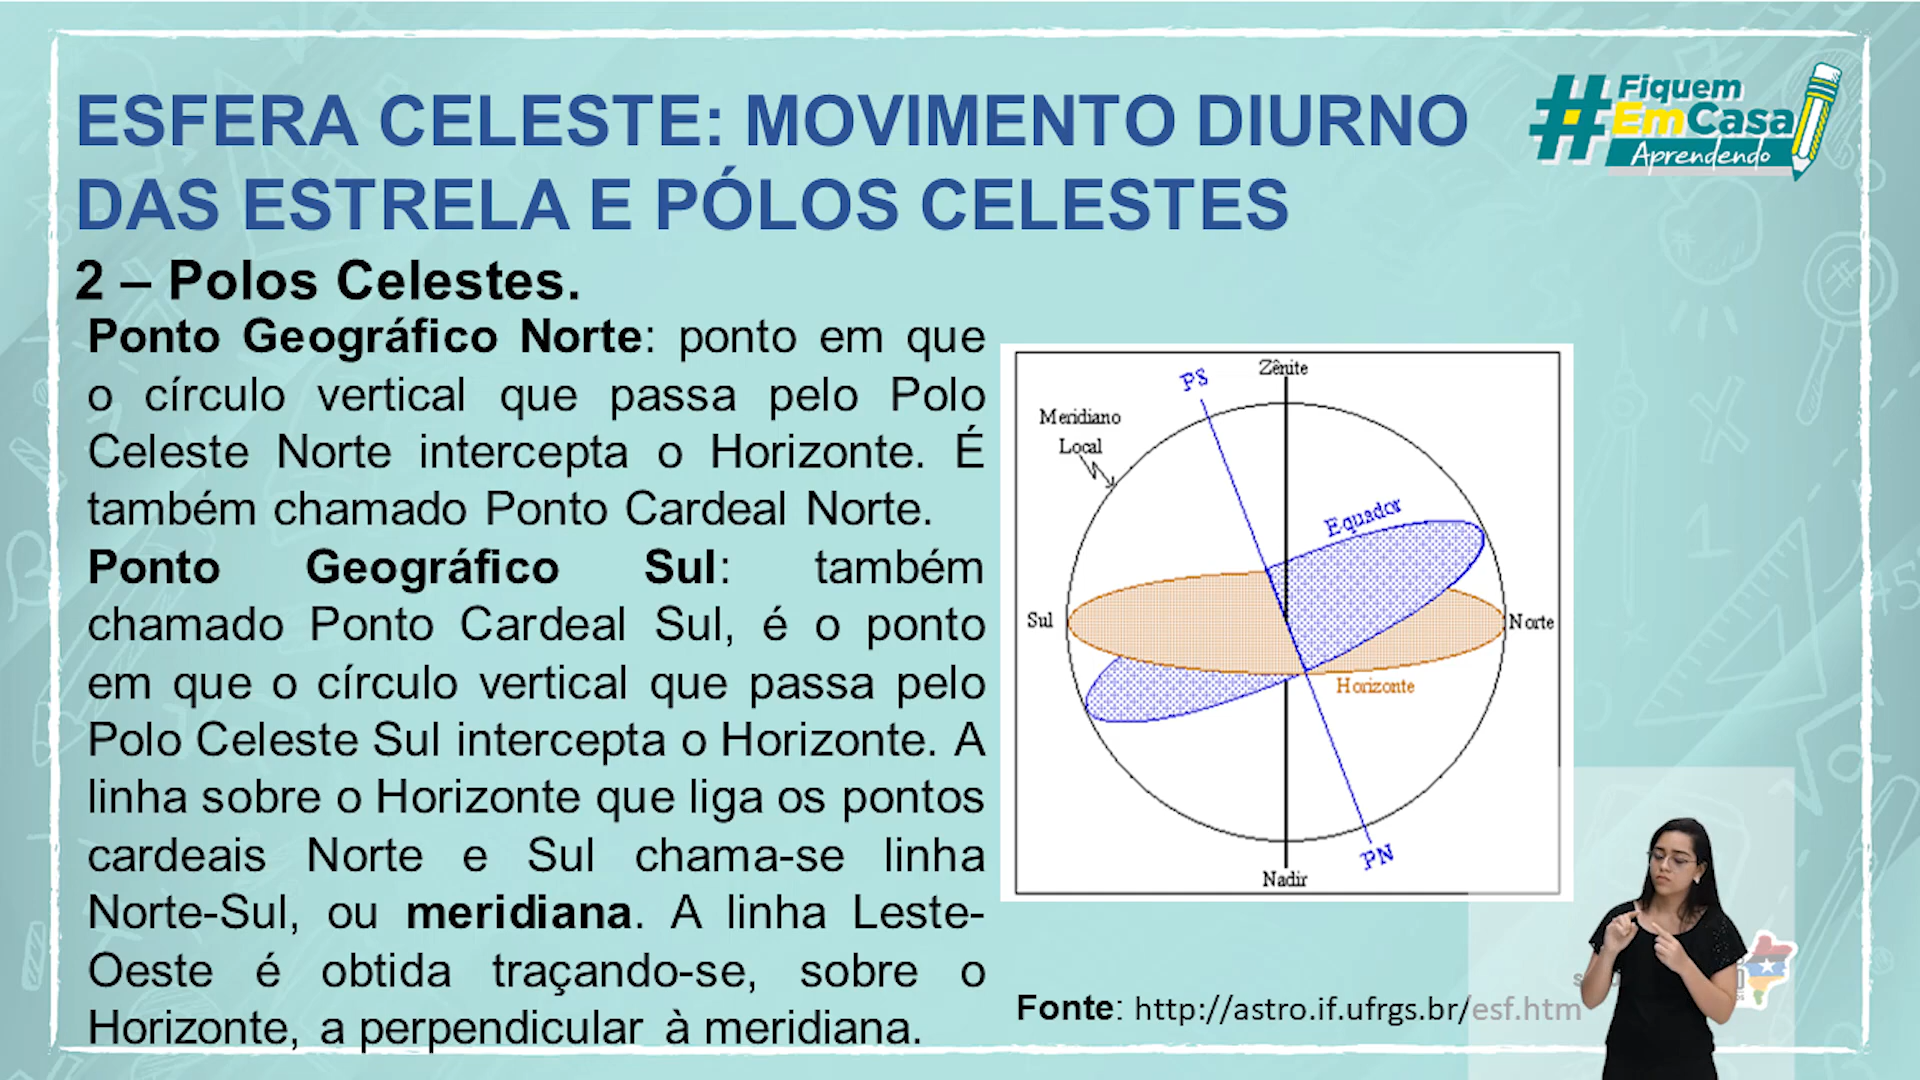 ESFERA CELESTE: MOVIMENTO DIURNO
DAS ESTRELA E PÓLOS CELESTES
#Fiquem
EmCasa
Aprendendo
2 – Polos Celestes.
Ponto Geográfico Norte: ponto em que
o círculo vertical que passa pelo Polo
Celeste Norte intercepta o Horizonte. É
também chamado Ponto Cardeal Norte.
Ponto Geográfico Sul: também
chamado Ponto Cardeal Sul, é o ponto
em que o círculo vertical que passa pelo
Polo Celeste Sul intercepta o Horizonte. A
linha sobre o Horizonte que liga os pontos
cardeais Norte e Sul chama-se linha
Norte-Sul, ou meridiana. A linha Leste-
Oeste é obtida traçando-se, sobre o
Horizonte, a perpendicular à meridiana.
Zênite
PS
Meridiano
Local
Equador
Sul
Norte
Horizonte
PN
Nadir
Fonte: http://astro.if.ufrgs.br/esf.htm